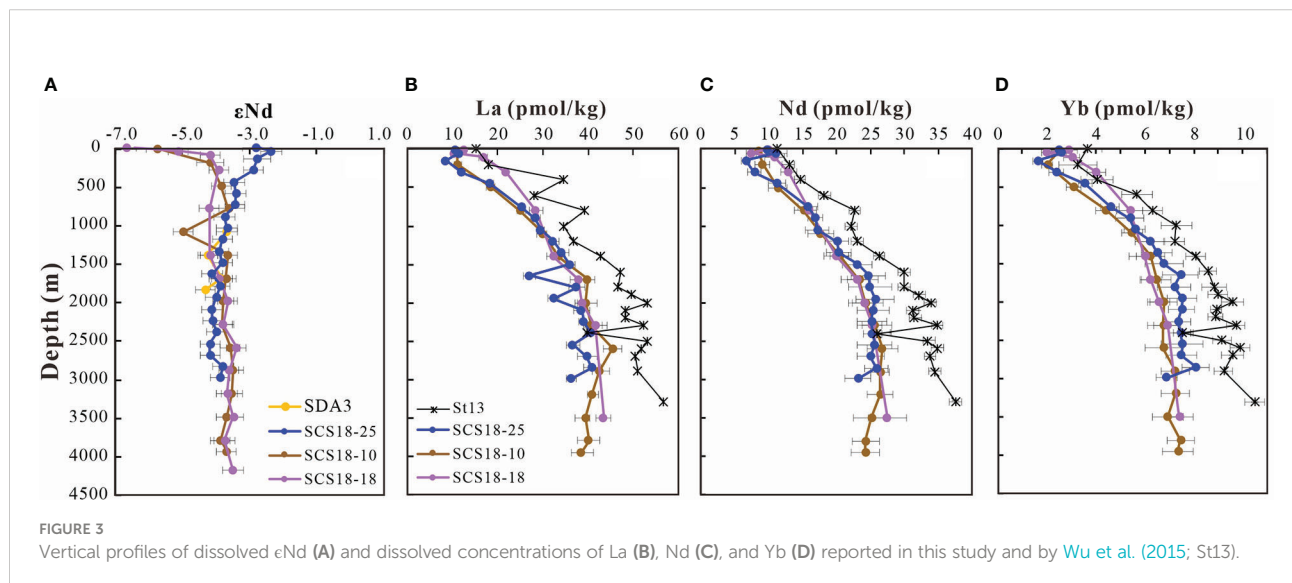 A
B
C
D
εNd
La (pmol/kg)
Nd (pmol/kg)
Yb (pmol/kg)
-7.0 -5.0 -3.0 -1.0 1.0
0 10 20 30 40 50 60
0 5 10 15 20 25 30 35 40
0 2 4 6 8 10
Depth (m)
0
500
1000
1500
2000
2500
3000
3500
4000
4500
SDA3
SCS18-25
SCS18-10
SCS18-18
St13
SCS18-25
SCS18-10
SCS18-18
FIGURE 3
Vertical profiles of dissolved ϵNd (A) and dissolved concentrations of La (B), Nd (C), and Yb (D) reported in this study and by Wu et al. (2015; St13).